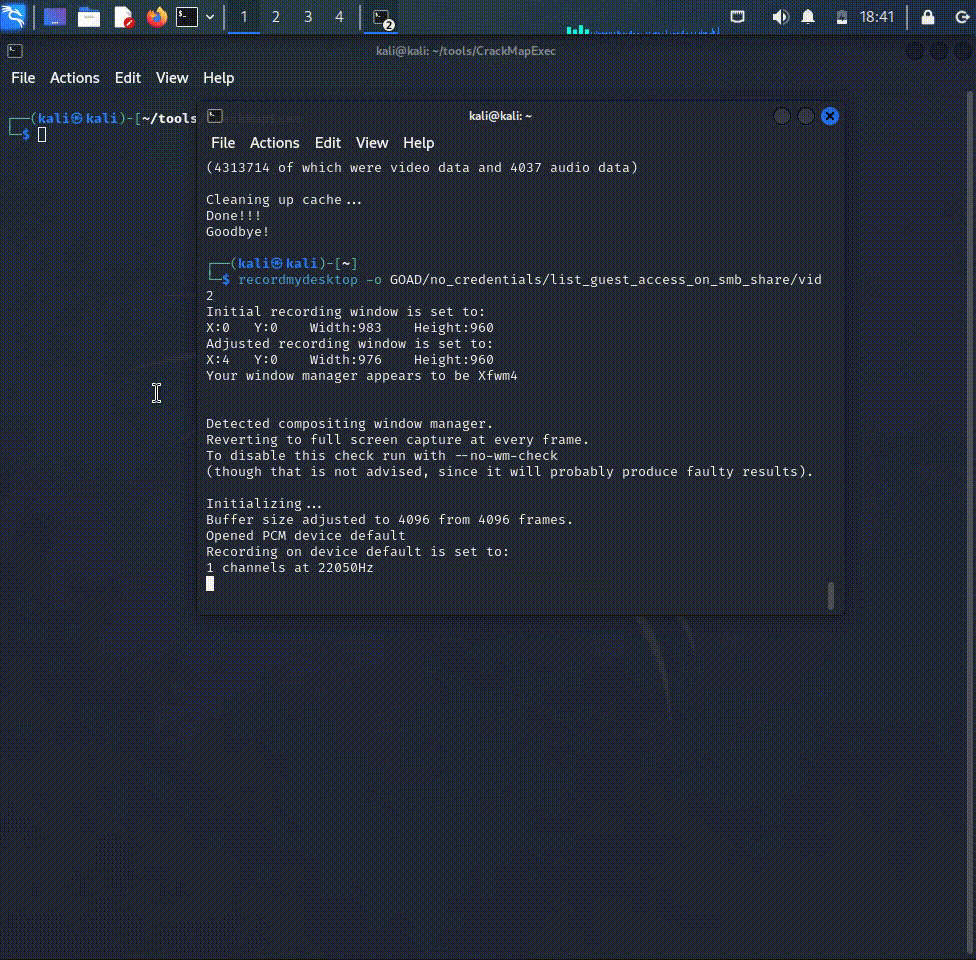 1 2 3 4 2 18:41
kali@kali: ~/tools/CrackMapExec
File Actions Edit View Help
┌──(kali㉿kali)-[~/tools
└─$
kali@kali: ~
File Actions Edit View Help
(4313714 of which were video data and 4037 audio data)
Cleaning up cache...
Done!!!
Goodbye!
┌──(kali㉿kali)-[~]
└─$ recordmydesktop -o GOAD/no_credentials/list_guest_access_on_smb_share/vid
2
Initial recording window is set to:
X:0 Y:0 Width:983 Height:960
Adjusted recording window is set to:
X:4 Y:0 Width:976 Height:960
Your window manager appears to be Xfwm4
Detected compositing window manager.
Reverting to full screen capture at every frame.
To disable this check run with --no-wm-check
(though that is not advised, since it will probably produce faulty results).
Initializing...
Buffer size adjusted to 4096 from 4096 frames.
Opened PCM device default
Recording on device default is set to:
1 channels at 22050Hz